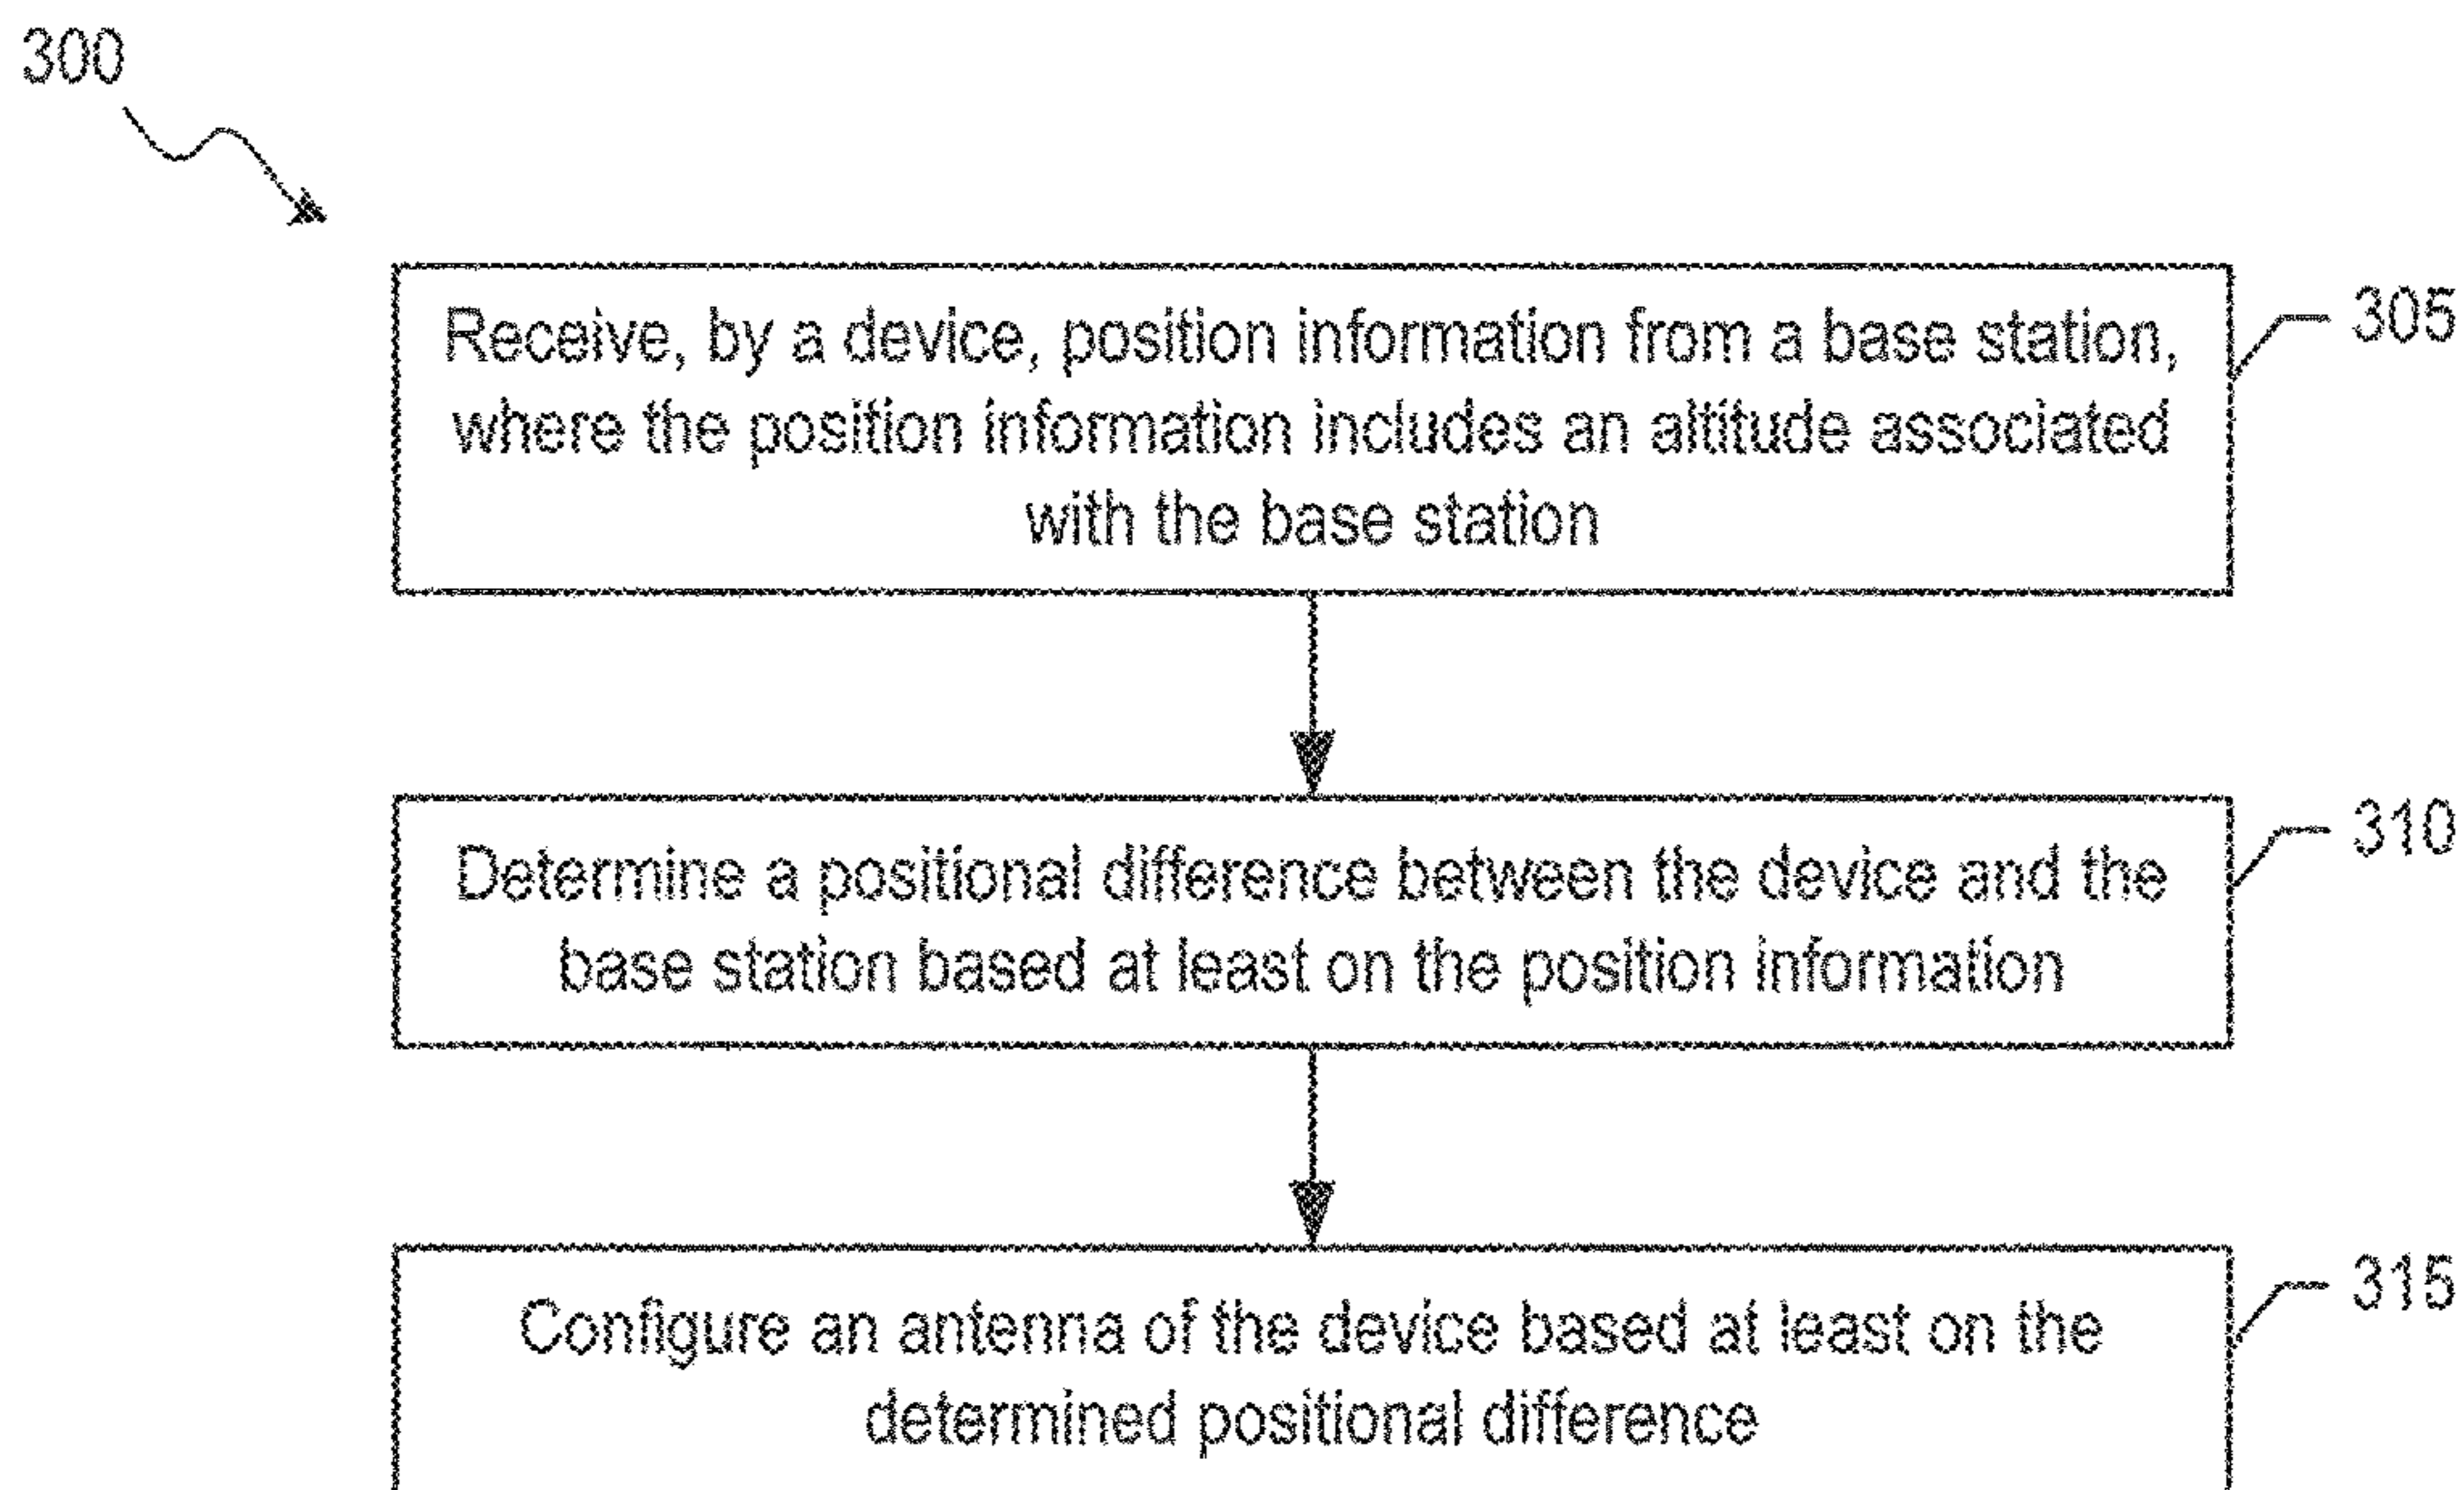 300
Receive, by a device, position information from a base station,
where the position information includes an altitude associated
with the base station
305
Determine a positional difference between the device and the
base station based at least on the position information
310
Configure an antenna of the device based at least on the
determined positional difference
315